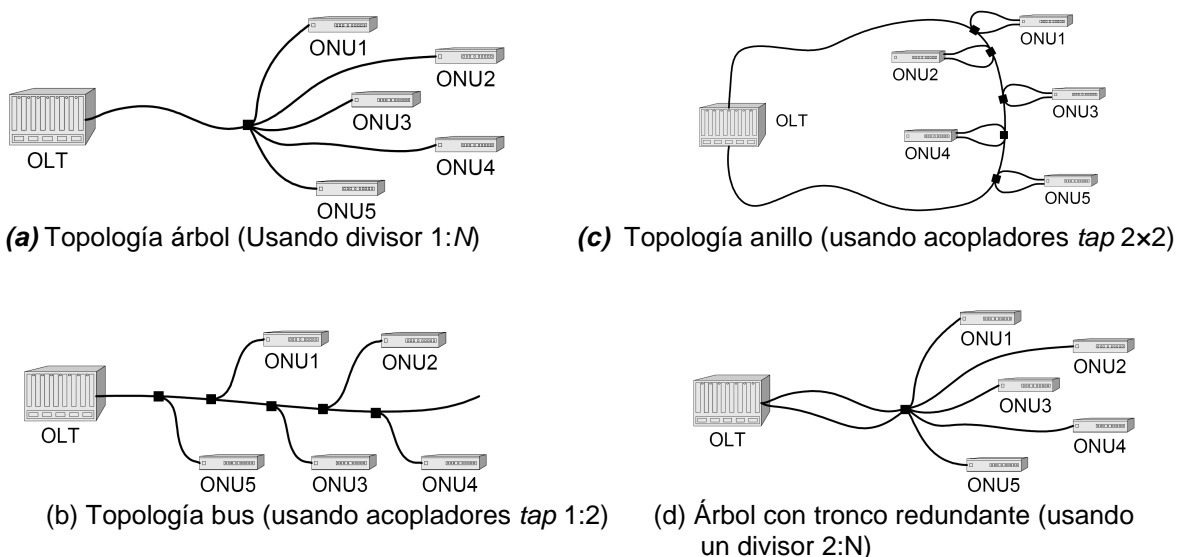 ONU1
ONU2
ONU3
ONU4
ONU5
OLT
(a) Topología árbol (Usando divisor 1:N)
ONU1
ONU2
ONU3
ONU4
ONU5
OLT
(c) Topología anillo (usando acopladores tap 2×2)
ONU1
ONU2
OLT
ONU5
ONU3
ONU4
(b) Topología bus (usando acopladores tap 1:2)
ONU1
ONU2
ONU3
OLT
ONU4
ONU5
(d) Árbol con tronco redundante (usando
un divisor 2:N)